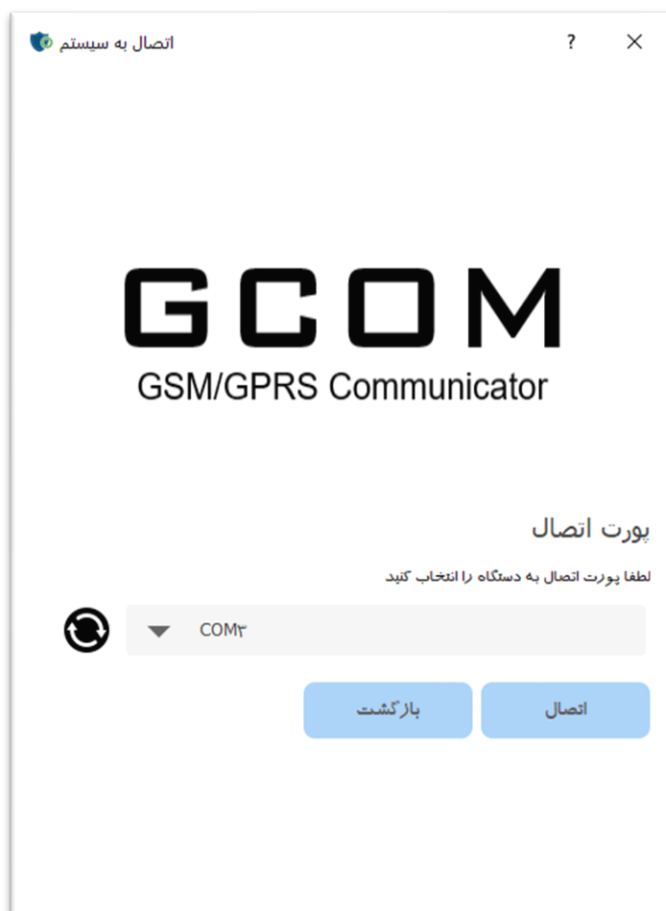 اتصال به سیستم
?
GCOM
GSM/GPRS Communicator
پورت اتصال
لطفا پورت اتصال به دستگاه را انتخاب کنید
COM۳
اتصال
بازگشت